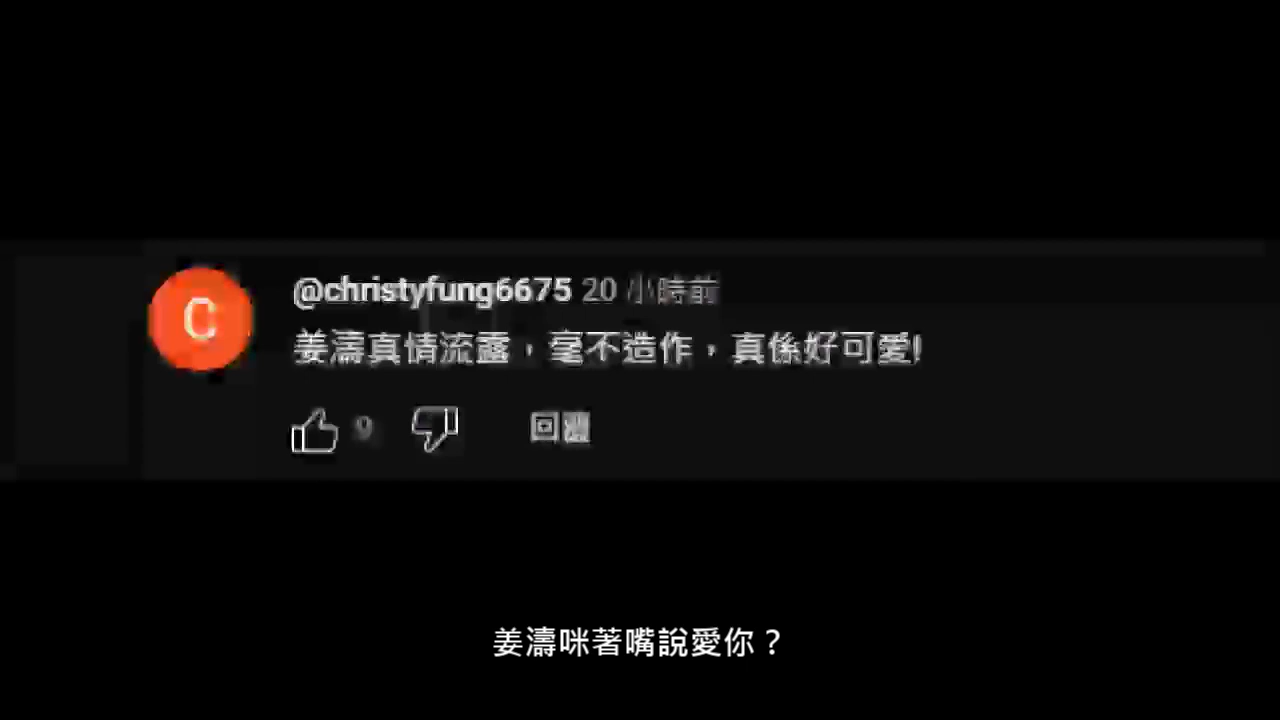 @christyfung6675 20 小時前
姜濤真情流露，毫不造作，真係好可愛!
9 回覆
姜濤咪著嘴說愛你？